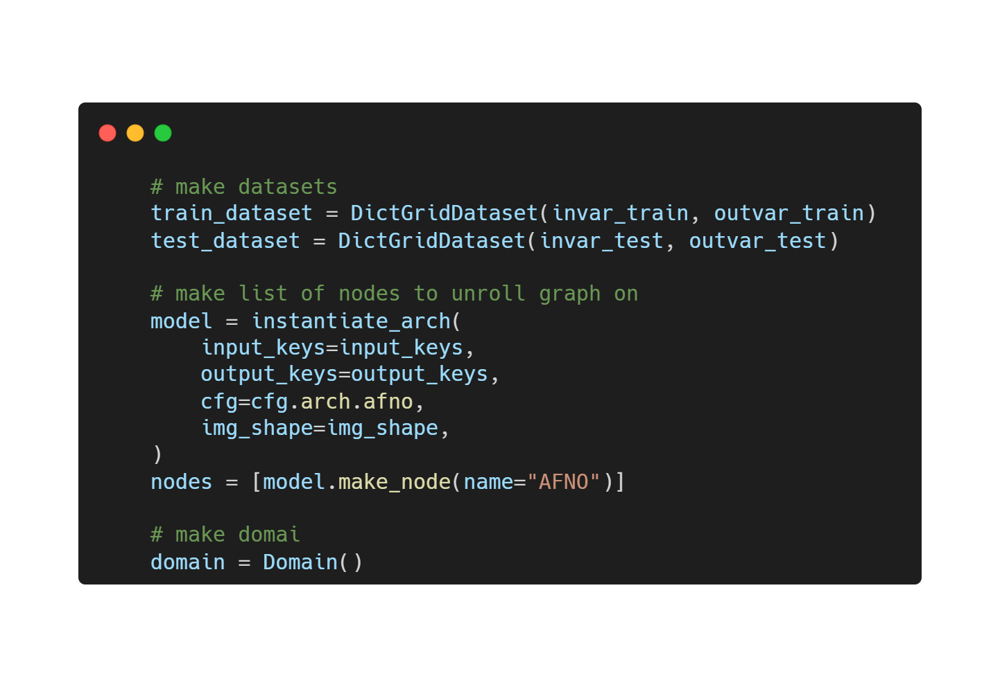 # make datasets
train_dataset = DictGridDataset(invar_train, outvar_train)
test_dataset = DictGridDataset(invar_test, outvar_test)

# make list of nodes to unroll graph on
model = instantiate_arch(
    input_keys=input_keys,
    output_keys=output_keys,
    cfg=cfg.arch.afno,
    img_shape=img_shape,
)
nodes = [model.make_node(name="AFNO")]

# make domai
domain = Domain()